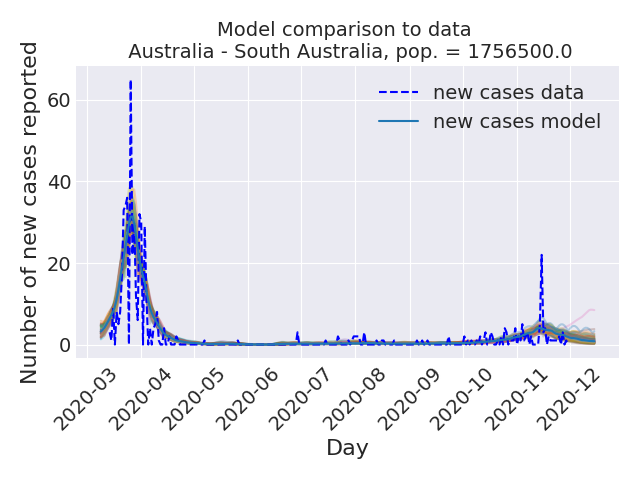 Model comparison to data
Australia - South Australia, pop. = 1756500.0
new cases data
new cases model
Number of new cases reported
60
40
20
0
2020-03
2020-04
2020-05
2020-06
2020-07
2020-08
2020-09
2020-10
2020-11
2020-12
Day